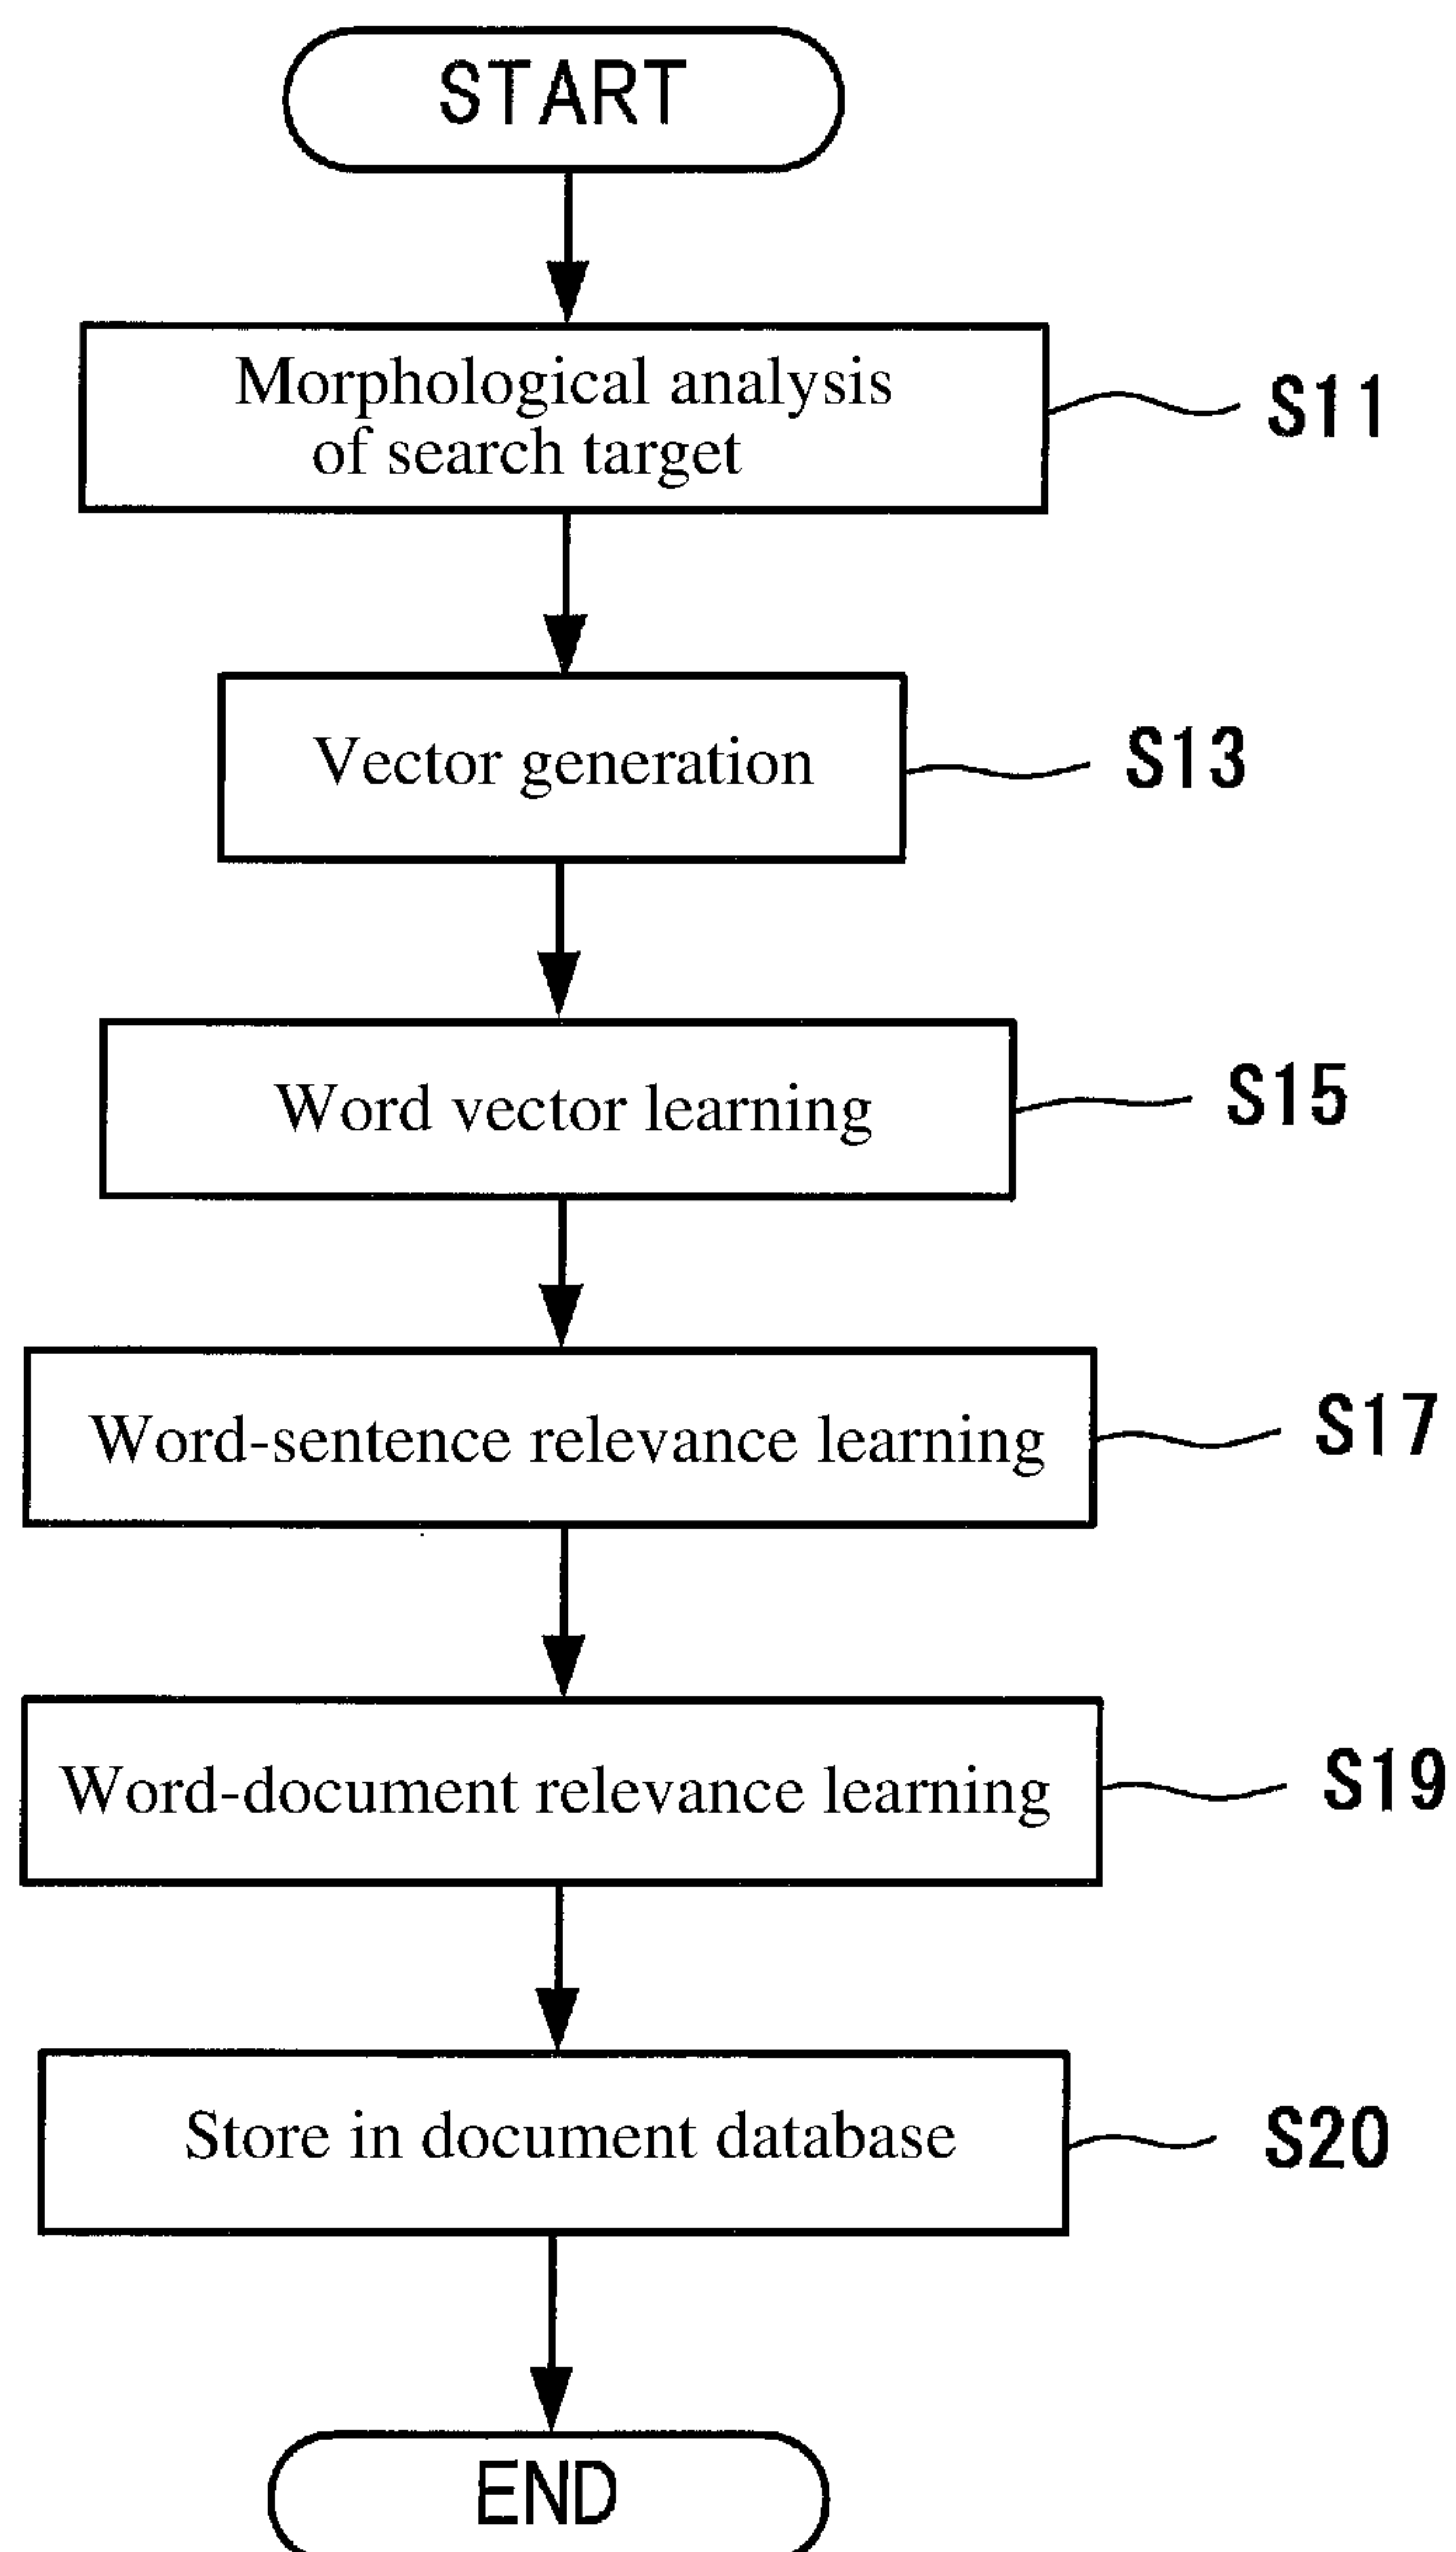 START
Morphological analysis
of search target
S11
Vector generation
S13
Word vector learning
S15
Word-sentence relevance learning
S17
Word-document relevance learning
S19
Store in document database
S20
END